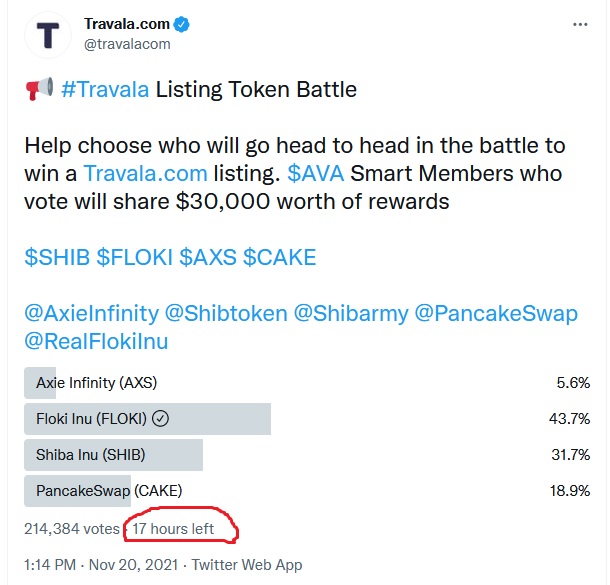 Travala.com
@travalacom
#Travala Listing Token Battle
Help choose who will go head to head in the battle to
win a Travala.com listing. $AVA Smart Members who
vote will share $30,000 worth of rewards
$SHIB $FLOKI $AXS $CAKE
@AxieInfinity @Shibtoken @Shibarmy @PancakeSwap
@RealFlokiInu
Axie Infinity (AXS) 5.6%
Floki Inu (FLOKI) 43.7%
Shiba Inu (SHIB) 31.7%
PancakeSwap (CAKE) 18.9%
214,384 votes · 17 hours left
1:14 PM · Nov 20, 2021 · Twitter Web App